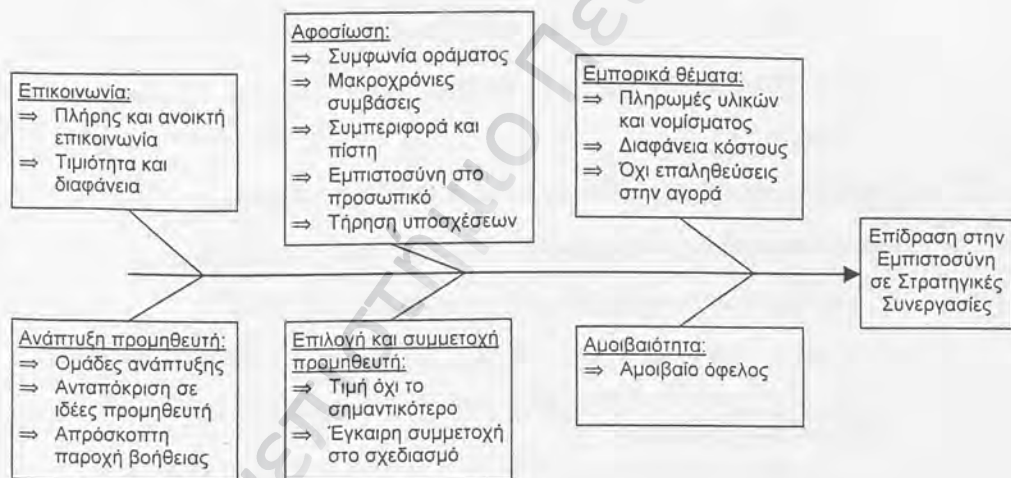 Επικοινωνία:
⇒ Πλήρης και ανοικτή
επικοινωνία
⇒ Τιμιότητα και
διαφάνεια
Αφοσίωση:
⇒ Συμφωνία οράματος
⇒ Μακροχρόνιες
συμβάσεις
⇒ Συμπεριφορά και
πίστη
⇒ Εμπιστοσύνη στο
προσωπικό
⇒ Τήρηση υποσχέσεων
Εμπορικά θέματα:
⇒ Πληρωμές υλικών
και νομίσματος
⇒ Διαφάνεια κόστους
⇒ Όχι επαληθεύσεις
στην αγορά
Επίδραση στην
Εμπιστοσύνη
σε Στρατηγικές
Συνεργασίες
Ανάπτυξη προμηθευτή:
⇒ Ομάδες ανάπτυξης
⇒ Ανταπόκριση σε
ιδέες προμηθευτή
⇒ Απρόσκοπτη
παροχή βοήθειας
Επιλογή και συμμετοχή
προμηθευτή:
⇒ Τιμή όχι το
σημαντικότερο
⇒ Έγκαιρη συμμετοχή
στο σχεδιασμό
Αμοιβαιότητα:
⇒ Αμοιβαίο όφελος